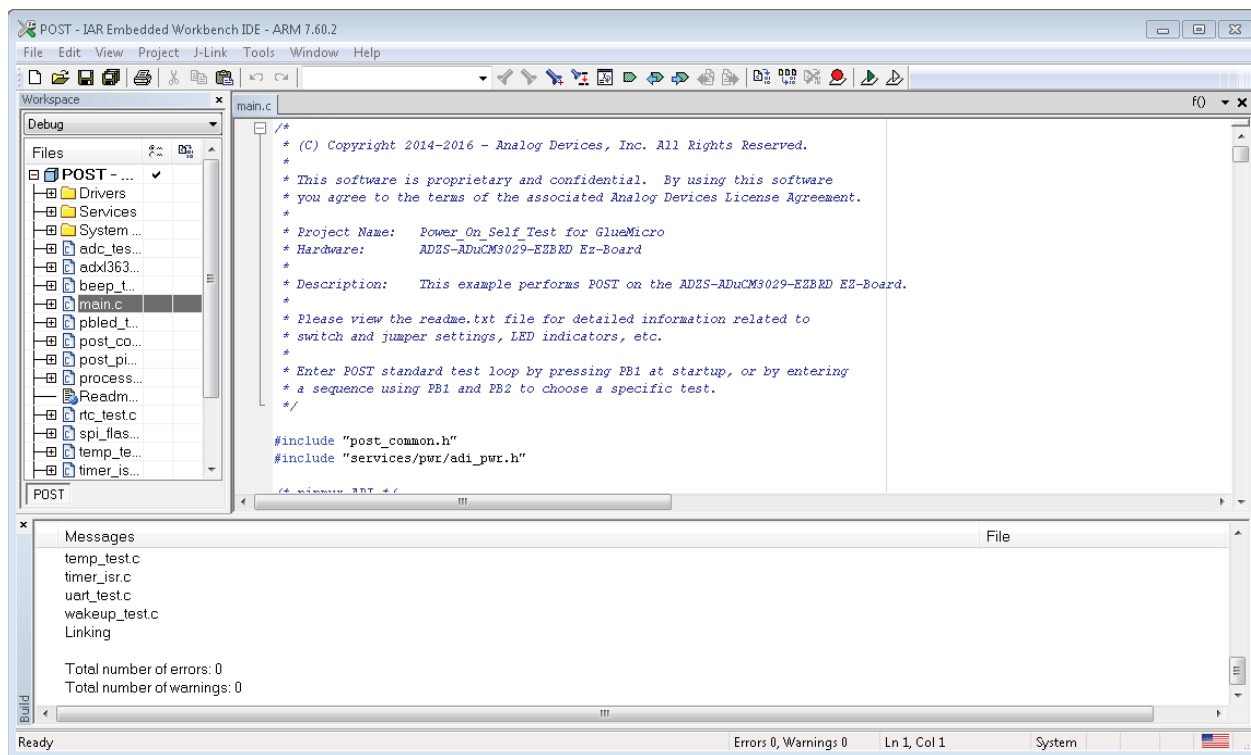 POST - IAR Embedded Workbench IDE - ARM 7.60.2
File Edit View Project J-Link Tools Window Help
Workspace
Debug
Files
POST - ...
Drivers
Services
System ...
adc_tes...
adxl363...
beep_t...
main.c
pbled_t...
post_co...
post_pi...
process...
Readm...
rtc_test.c
spi_flas...
temp_te...
timer_is...
POST
main.c
f()
/*
* (C) Copyright 2014-2016 - Analog Devices, Inc. All Rights Reserved.
*
* This software is proprietary and confidential. By using this software
* you agree to the terms of the associated Analog Devices License Agreement.
*
* Project Name: Power_On_Self_Test for GlueMicro
* Hardware: ADZS-ADuCM3029-EZBRD Ez-Board
*
* Description: This example performs POST on the ADZS-ADuCM3029-EZBRD EZ-Board.
*
* Please view the readme.txt file for detailed information related to
* switch and jumper settings, LED indicators, etc.
*
* Enter POST standard test loop by pressing PB1 at startup, or by entering
* a sequence using PB1 and PB2 to choose a specific test.
*/
#include "post_common.h"
#include "services/pwr/adi_pwr.h"
Messages File
temp_test.c
timer_isr.c
uart_test.c
wakeup_test.c
Linking
Total number of errors: 0
Total number of warnings: 0
Build
Ready Errors 0, Warnings 0 Ln 1, Col 1 System